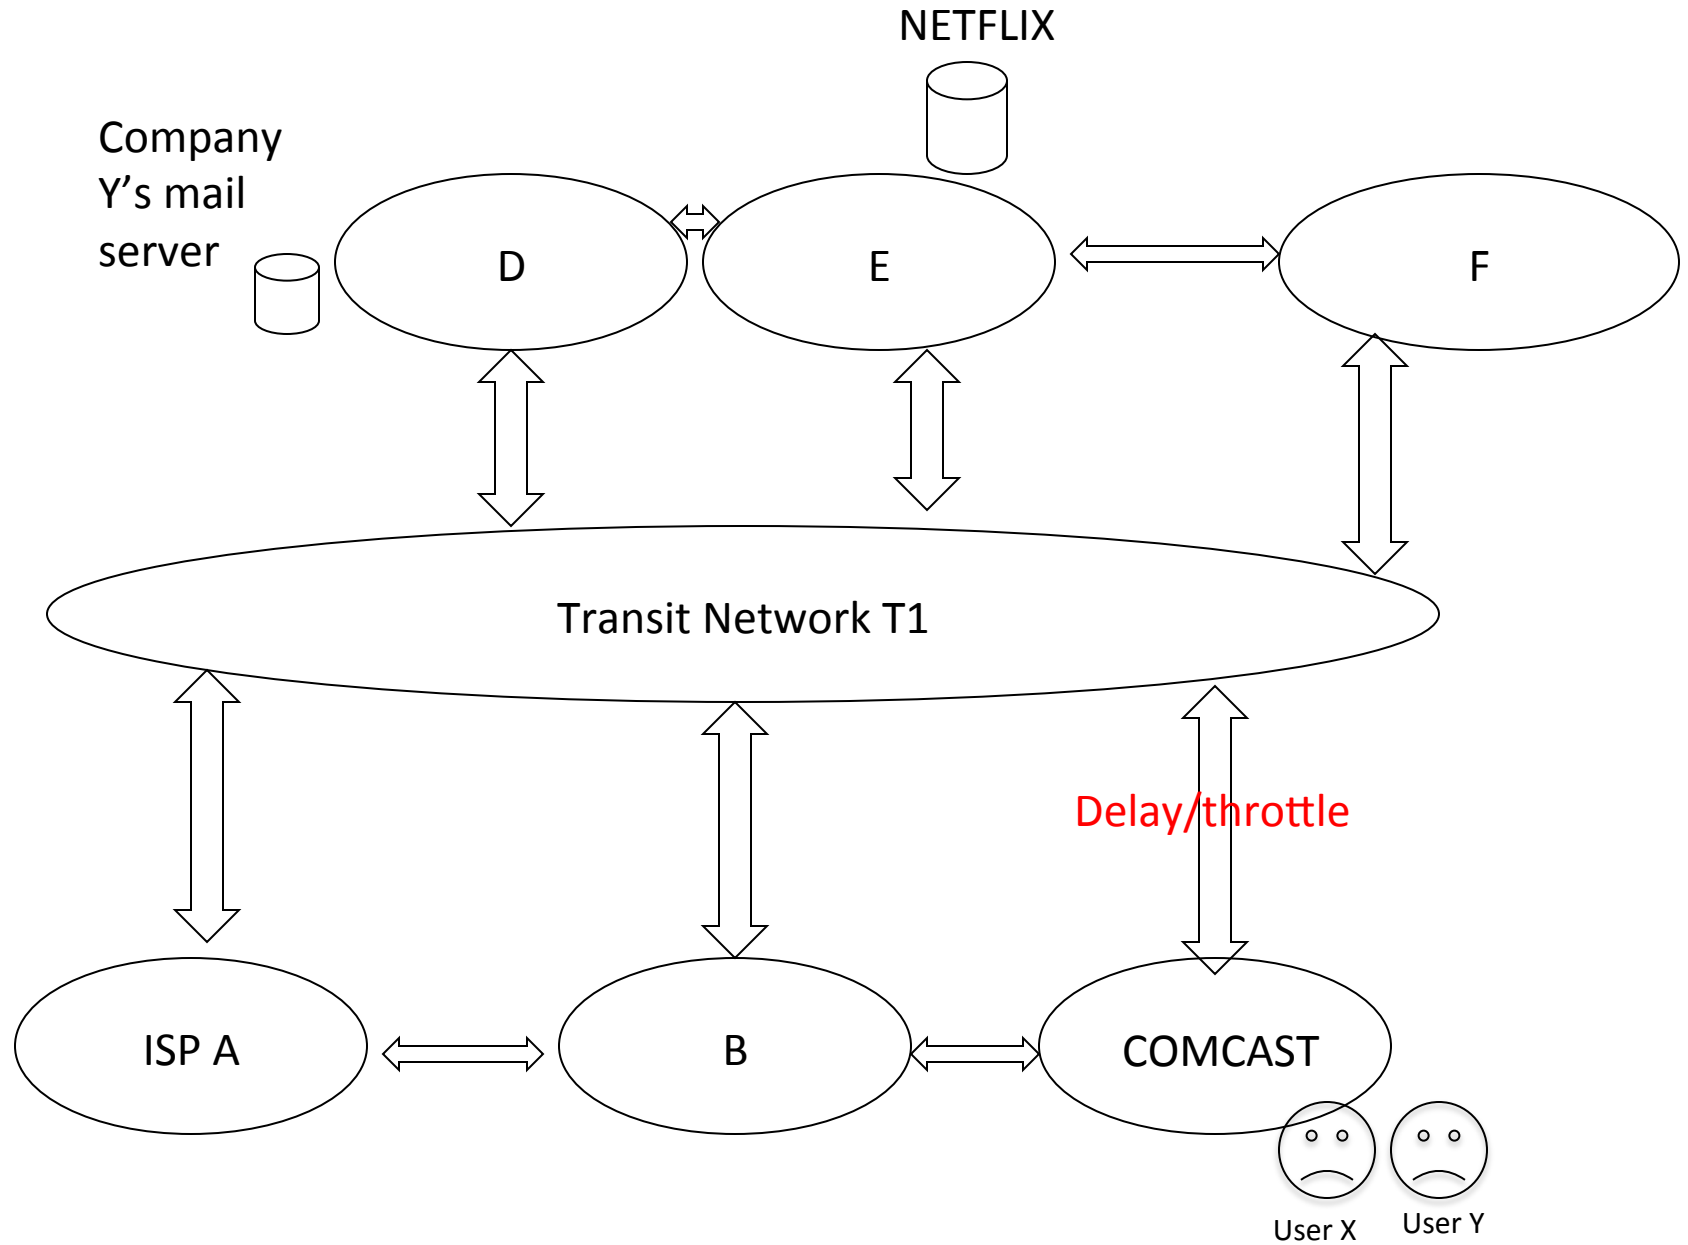 NETFLIX
Company
Y’s mail
server
D
E
F
Transit Network T1
Delay/throttle
ISP A
B
COMCAST
User X
User Y